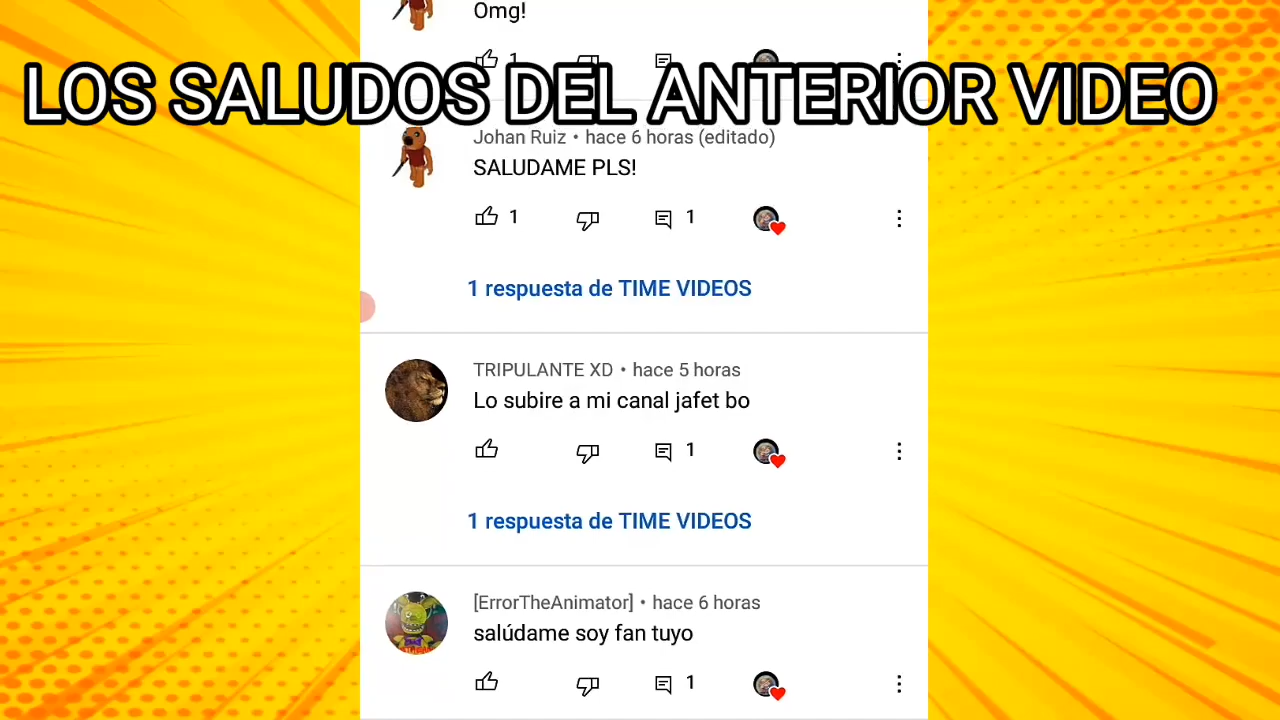 Omg!
1
LOS SALUDOS DEL ANTERIOR VIDEO
Johan Ruiz • hace 6 horas (editado)
SALUDAME PLS!
1 1
1 respuesta de TIME VIDEOS
TRIPULANTE XD • hace 5 horas
Lo subire a mi canal jafet bo
1
1 respuesta de TIME VIDEOS
[ErrorTheAnimator] • hace 6 horas
salúdame soy fan tuyo
1